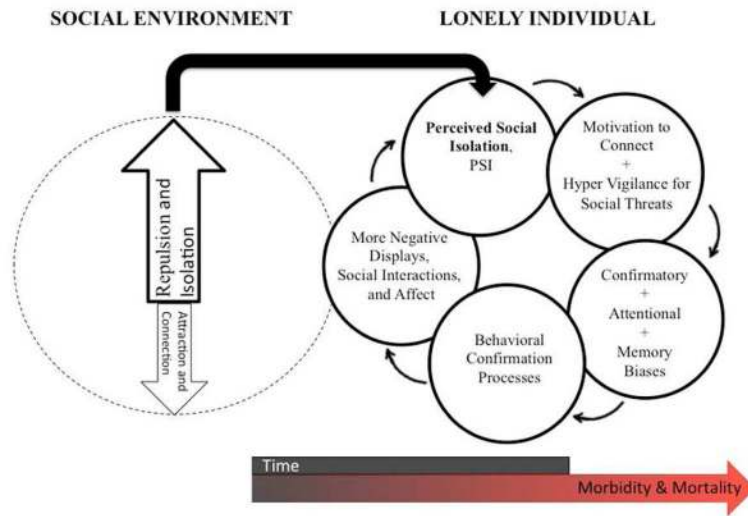 SOCIAL ENVIRONMENT
LONELY INDIVIDUAL
Repulsion and
Isolation
Attraction and
Connection
Perceived Social
Isolation,
PSI
Motivation to
Connect
+
Hyper Vigilance for
Social Threats
Confirmatory
+
Attentional
+
Memory
Biases
Behavioral
Confirmation
Processes
More Negative
Displays,
Social Interactions,
and Affect
Time
Morbidity & Mortality